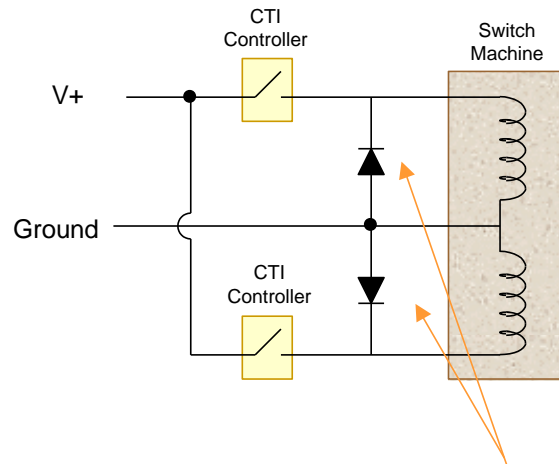 CTI
Controller
Switch
Machine
V+
Ground
CTI
Controller